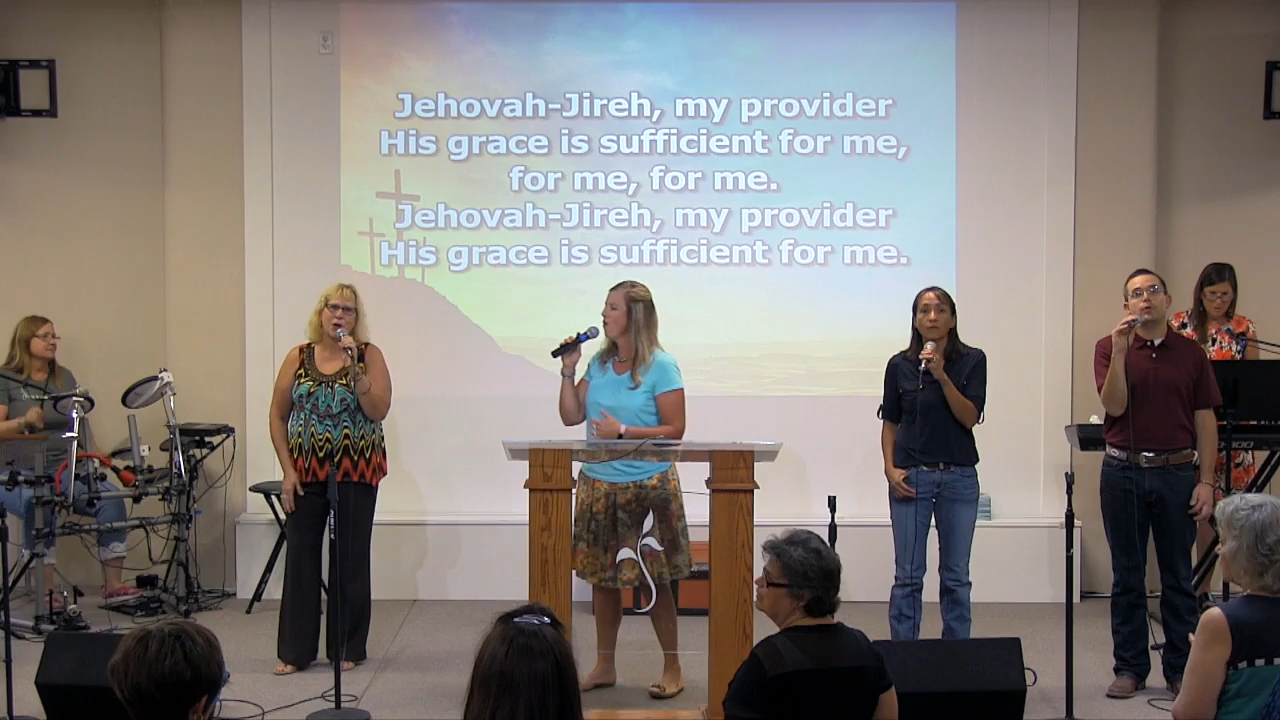 Jehovah-Jireh, my provider
His grace is sufficient for me,
for me, for me.
Jehovah-Jireh, my provider
His grace is sufficient for me.